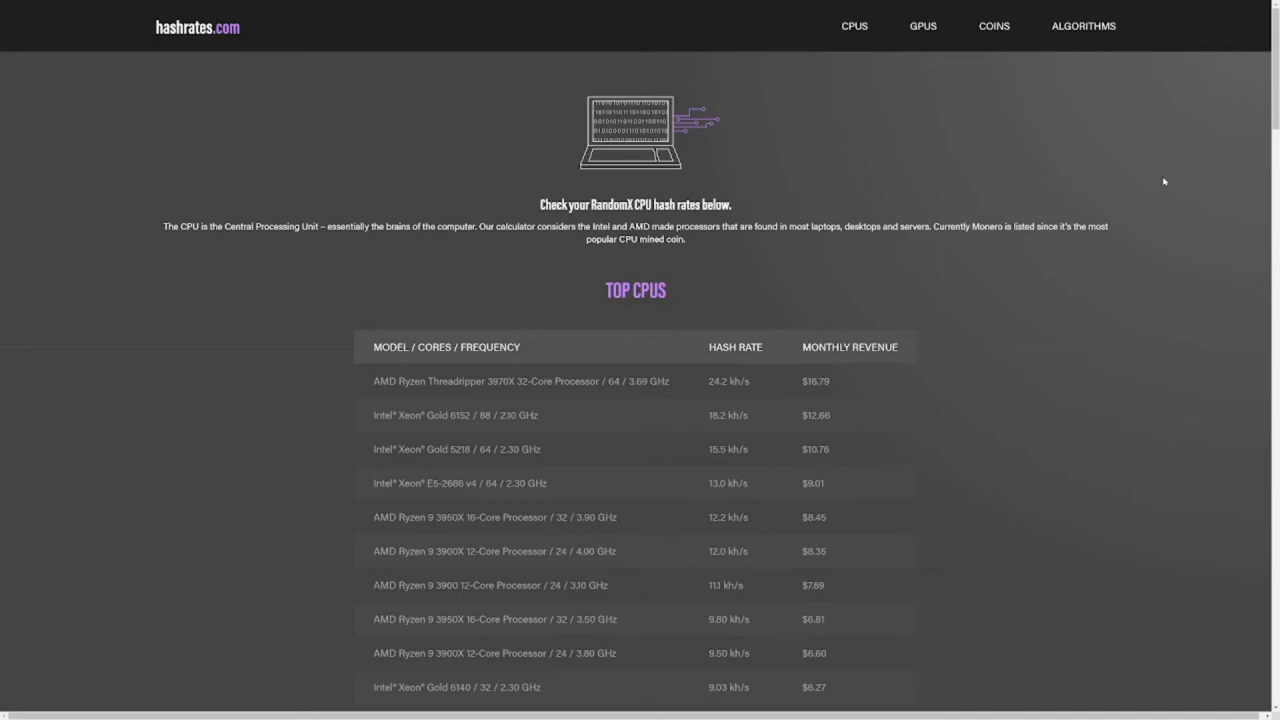 hashrates.com
CPUS GPUS COINS ALGORITHMS
Check your RandomX CPU hash rates below.
The CPU is the Central Processing Unit – essentially the brains of the computer. Our calculator considers the Intel and AMD made processors that are found in most laptops, desktops and servers. Currently Monero is listed since it's the most
popular CPU mined coin.
TOP CPUS
MODEL / CORES / FREQUENCY HASH RATE MONTHLY REVENUE
AMD Ryzen Threadripper 3970X 32-Core Processor / 64 / 3.69 GHz 24.2 kh/s $16.79
Intel® Xeon® Gold 6152 / 88 / 2.10 GHz 18.2 kh/s $12.66
Intel® Xeon® Gold 5218 / 64 / 2.30 GHz 15.5 kh/s $10.76
Intel® Xeon® E5-2686 v4 / 64 / 2.30 GHz 13.0 kh/s $9.01
AMD Ryzen 9 3950X 16-Core Processor / 32 / 3.90 GHz 12.2 kh/s $8.45
AMD Ryzen 9 3900X 12-Core Processor / 24 / 4.00 GHz 12.0 kh/s $8.35
AMD Ryzen 9 3900 12-Core Processor / 24 / 3.10 GHz 11.1 kh/s $7.69
AMD Ryzen 9 3950X 16-Core Processor / 32 / 3.50 GHz 9.80 kh/s $6.81
AMD Ryzen 9 3900X 12-Core Processor / 24 / 3.80 GHz 9.50 kh/s $6.60
Intel® Xeon® Gold 6140 / 32 / 2.30 GHz 9.03 kh/s $6.27